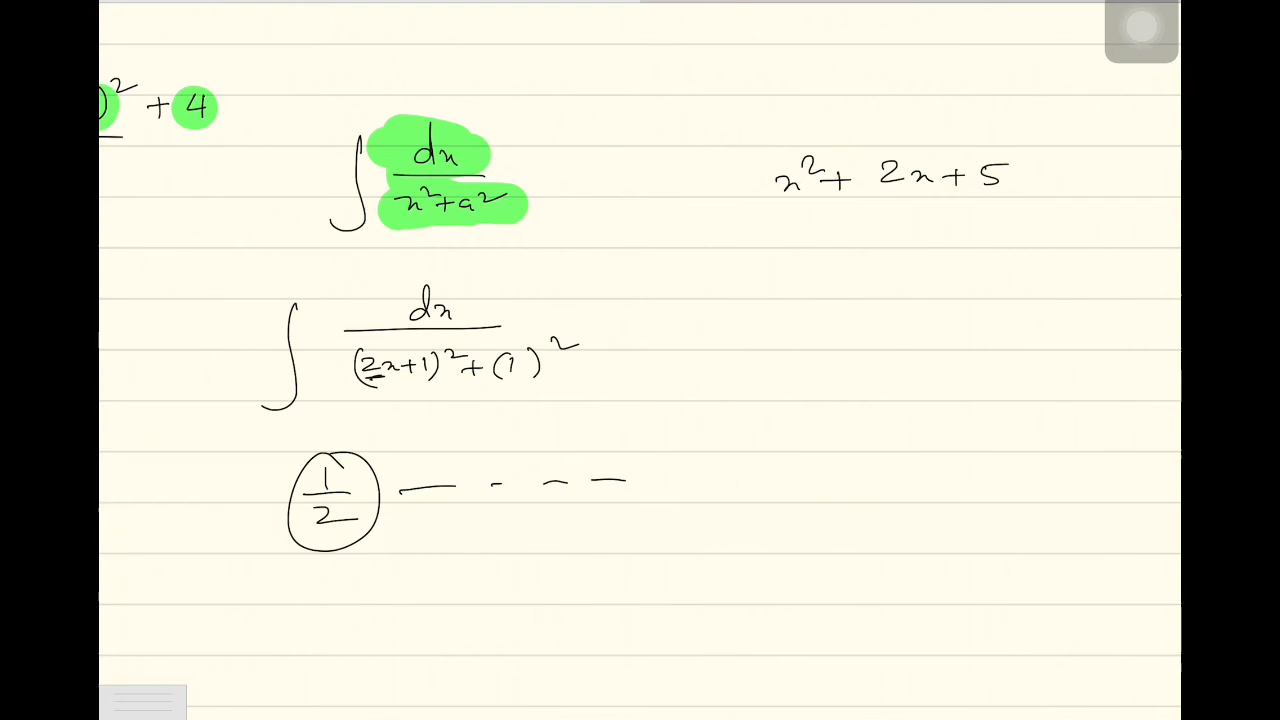 )² + 4
∫ dx / (x² + a²)
x² + 2x + 5
∫ dx / ((2x+1)² + (1)²)
1/2 — - - —